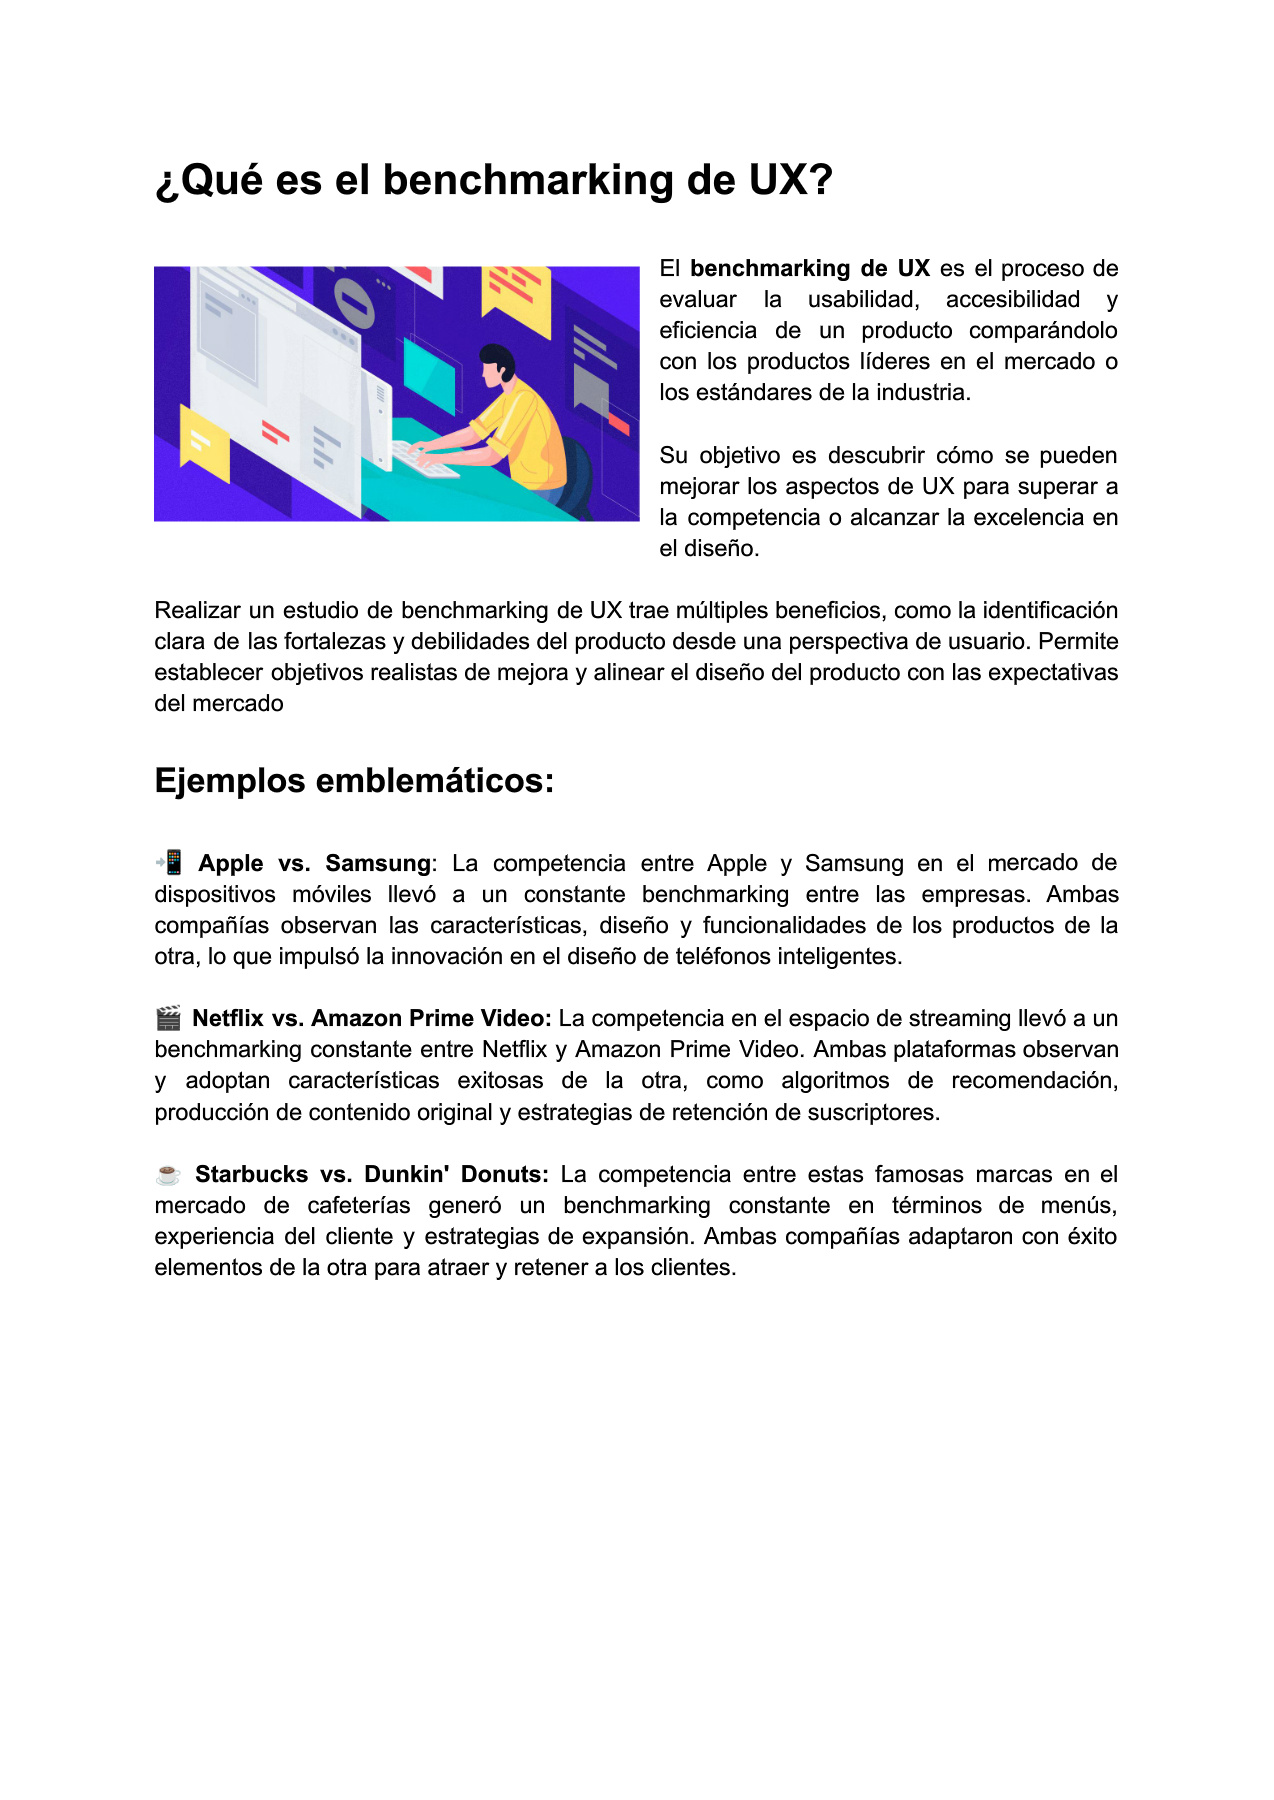 ¿Qué es el benchmarking de UX?
El benchmarking de UX es el proceso de
evaluar la usabilidad, accesibilidad y
eficiencia de un producto comparándolo
con los productos líderes en el mercado o
los estándares de la industria.
Su objetivo es descubrir cómo se pueden
mejorar los aspectos de UX para superar a
la competencia o alcanzar la excelencia en
el diseño.
Realizar un estudio de benchmarking de UX trae múltiples beneficios, como la identificación
clara de las fortalezas y debilidades del producto desde una perspectiva de usuario. Permite
establecer objetivos realistas de mejora y alinear el diseño del producto con las expectativas
del mercado
Ejemplos emblemáticos:
📲 Apple vs. Samsung: La competencia entre Apple y Samsung en el mercado de
dispositivos móviles llevó a un constante benchmarking entre las empresas. Ambas
compañías observan las características, diseño y funcionalidades de los productos de la
otra, lo que impulsó la innovación en el diseño de teléfonos inteligentes.
🎬 Netflix vs. Amazon Prime Video: La competencia en el espacio de streaming llevó a un
benchmarking constante entre Netflix y Amazon Prime Video. Ambas plataformas observan
y adoptan características exitosas de la otra, como algoritmos de recomendación,
producción de contenido original y estrategias de retención de suscriptores.
☕ Starbucks vs. Dunkin' Donuts: La competencia entre estas famosas marcas en el
mercado de cafeterías generó un benchmarking constante en términos de menús,
experiencia del cliente y estrategias de expansión. Ambas compañías adaptaron con éxito
elementos de la otra para atraer y retener a los clientes.